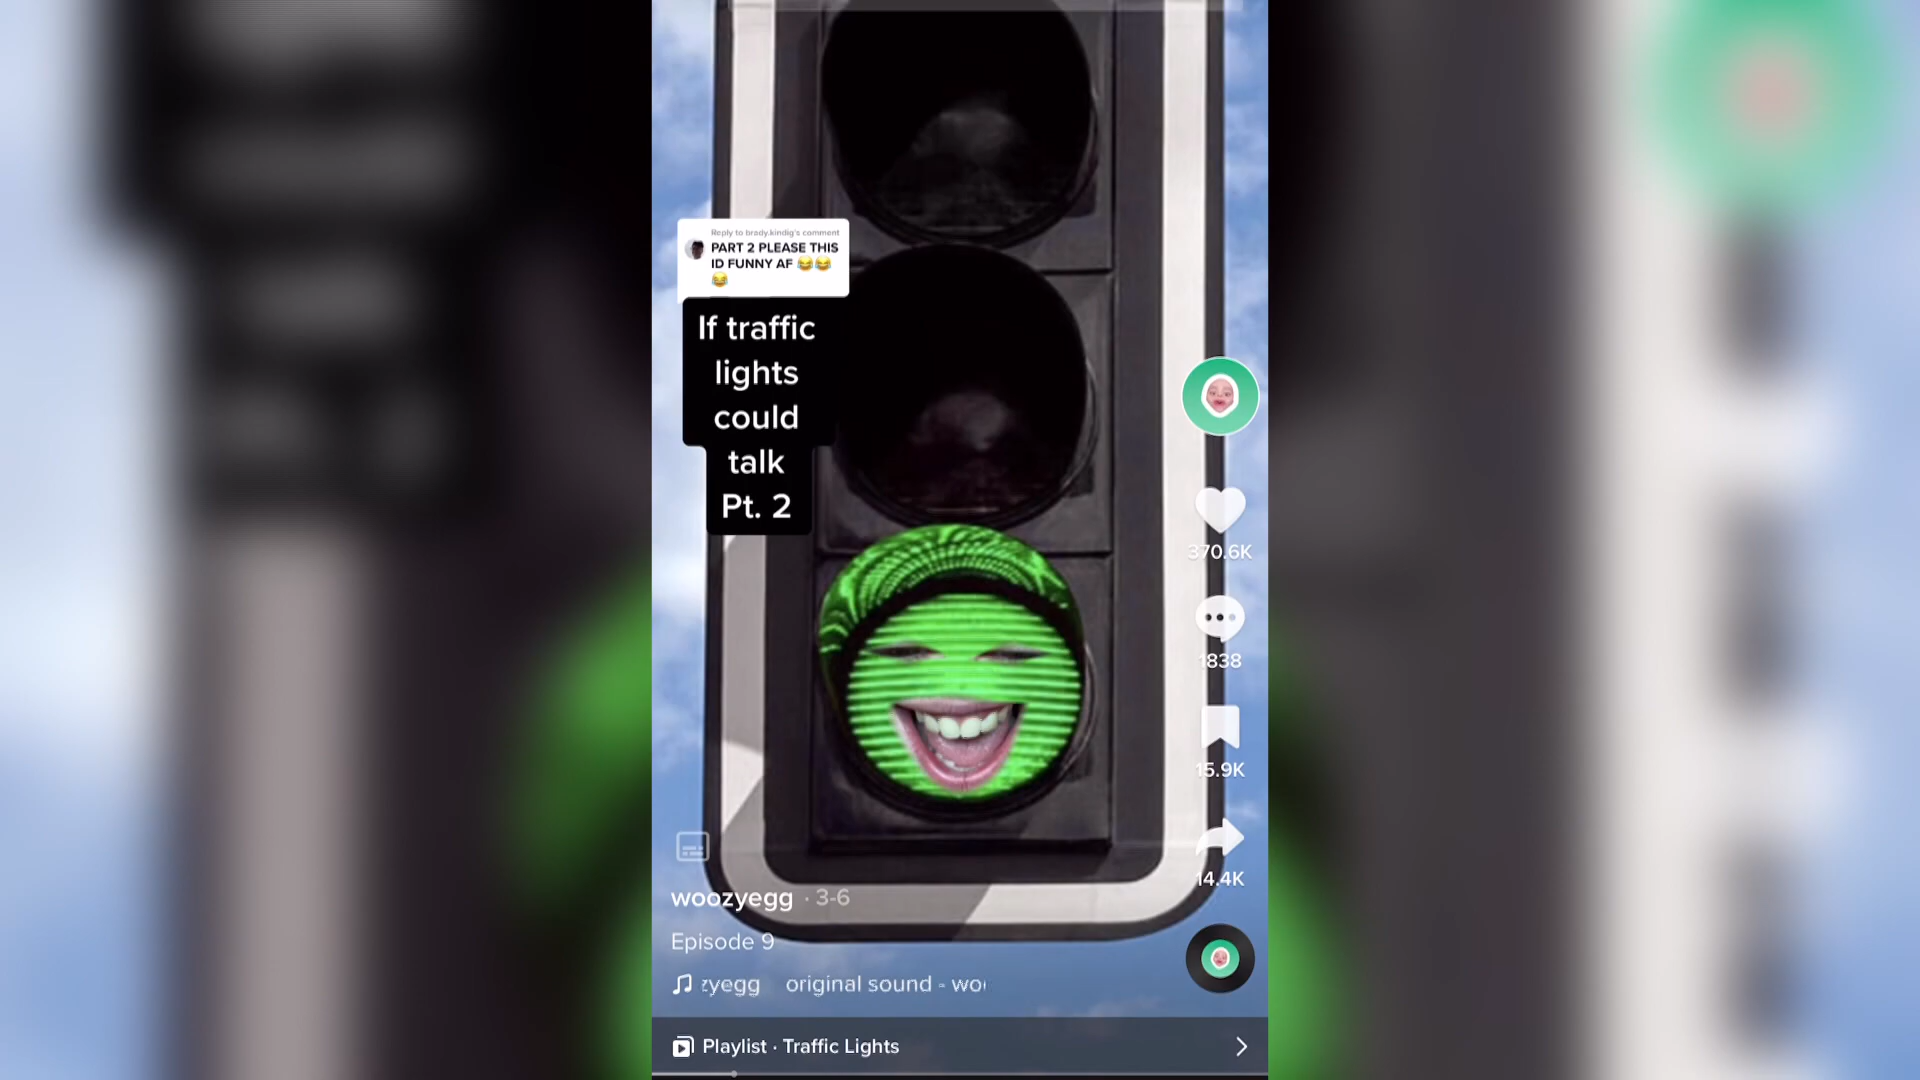 Reply to brady.kindig's comment
PART 2 PLEASE THIS
ID FUNNY AF 😂😂
😂
If traffic
lights
could
talk
Pt. 2
370.6K
1838
15.9K
14.4K
woozyegg · 3-6
Episode 9
zyegg original sound - woo
Playlist · Traffic Lights